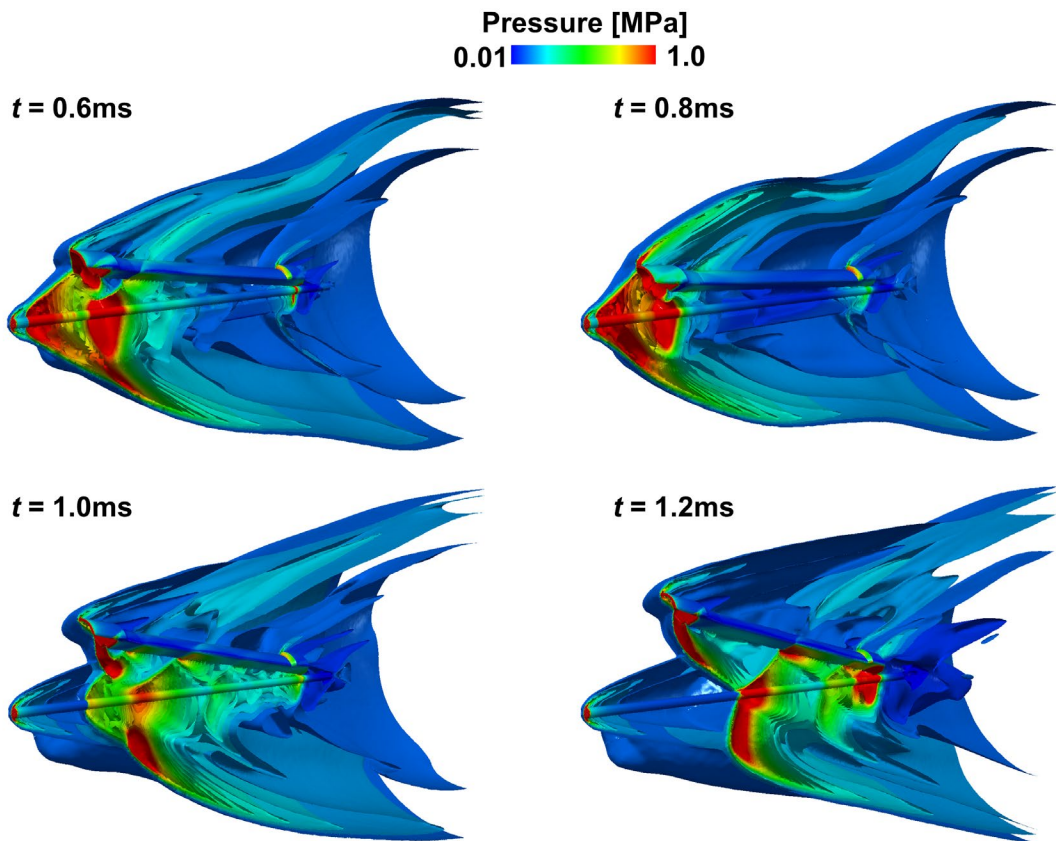 Pressure [MPa]
0.01 1.0
t = 0.6ms
t = 0.8ms
t = 1.0ms
t = 1.2ms